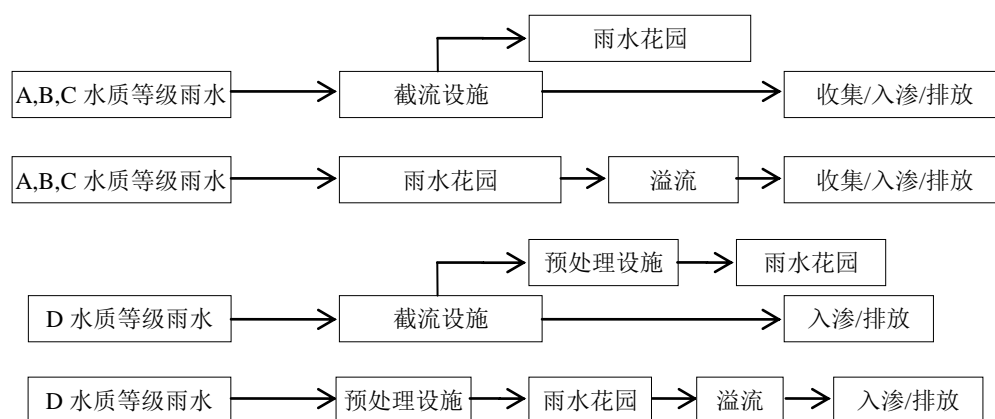 雨水花园
A,B,C 水质等级雨水 截流设施 收集/入渗/排放
A,B,C 水质等级雨水 雨水花园 溢流 收集/入渗/排放
预处理设施 雨水花园
D 水质等级雨水 截流设施 入渗/排放
D 水质等级雨水 预处理设施 雨水花园 溢流 入渗/排放